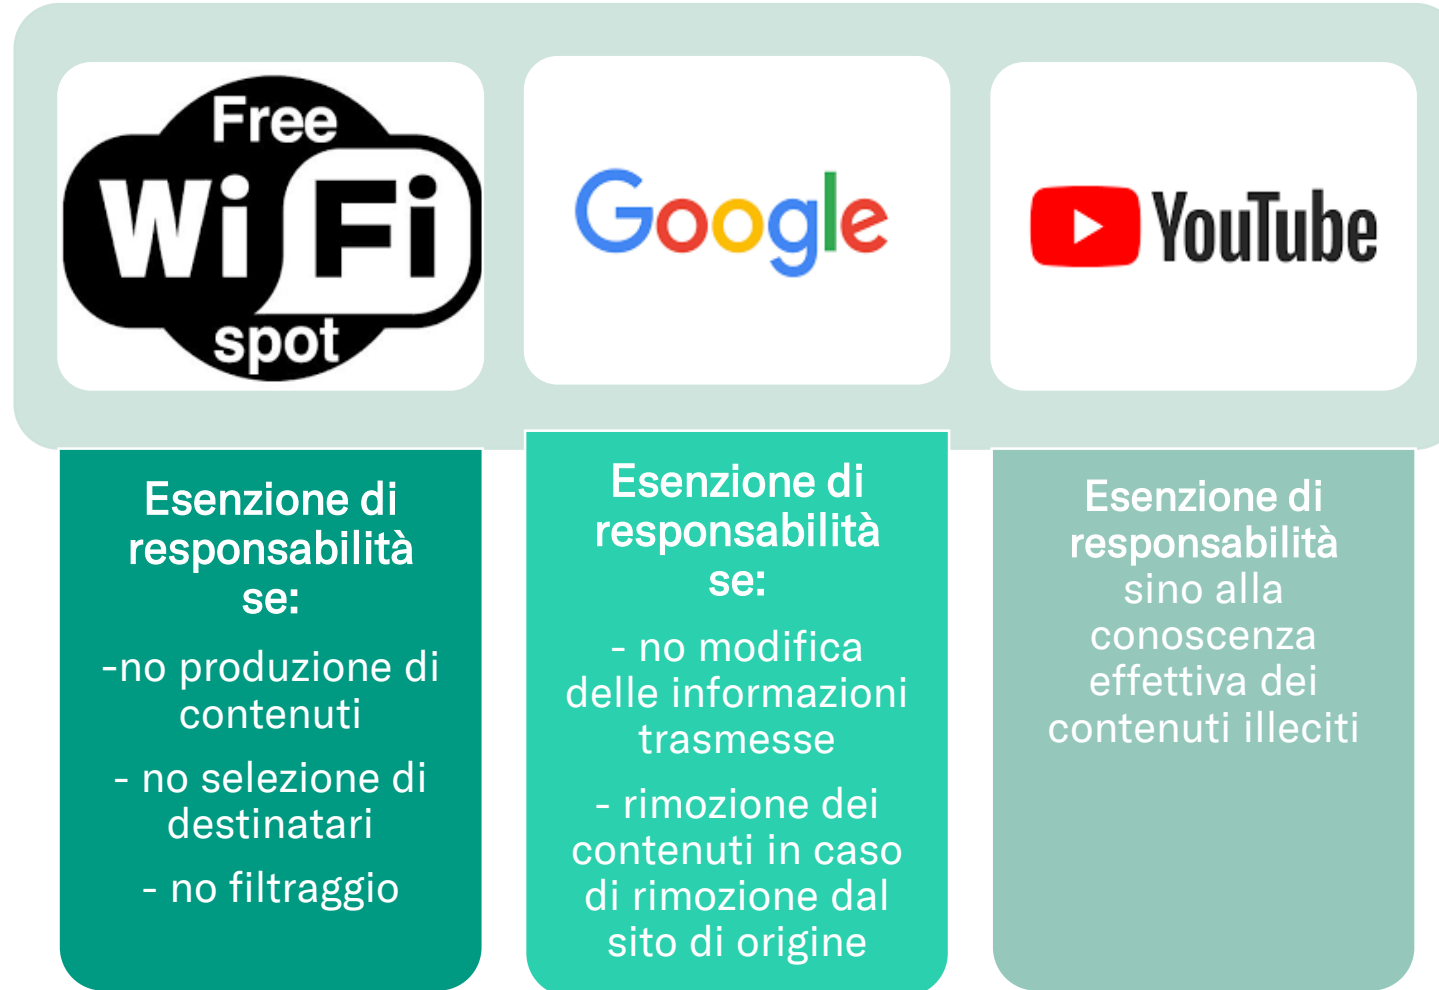 Free
Wi Fi
spot
Google
YouTube
Esenzione di
responsabilità
se:
-no produzione di
contenuti
- no selezione di
destinatari
- no filtraggio
Esenzione di
responsabilità
se:
- no modifica
delle informazioni
trasmesse
- rimozione dei
contenuti in caso
di rimozione dal
sito di origine
Esenzione di
responsabilità
sino alla
conoscenza
effettiva dei
contenuti illeciti